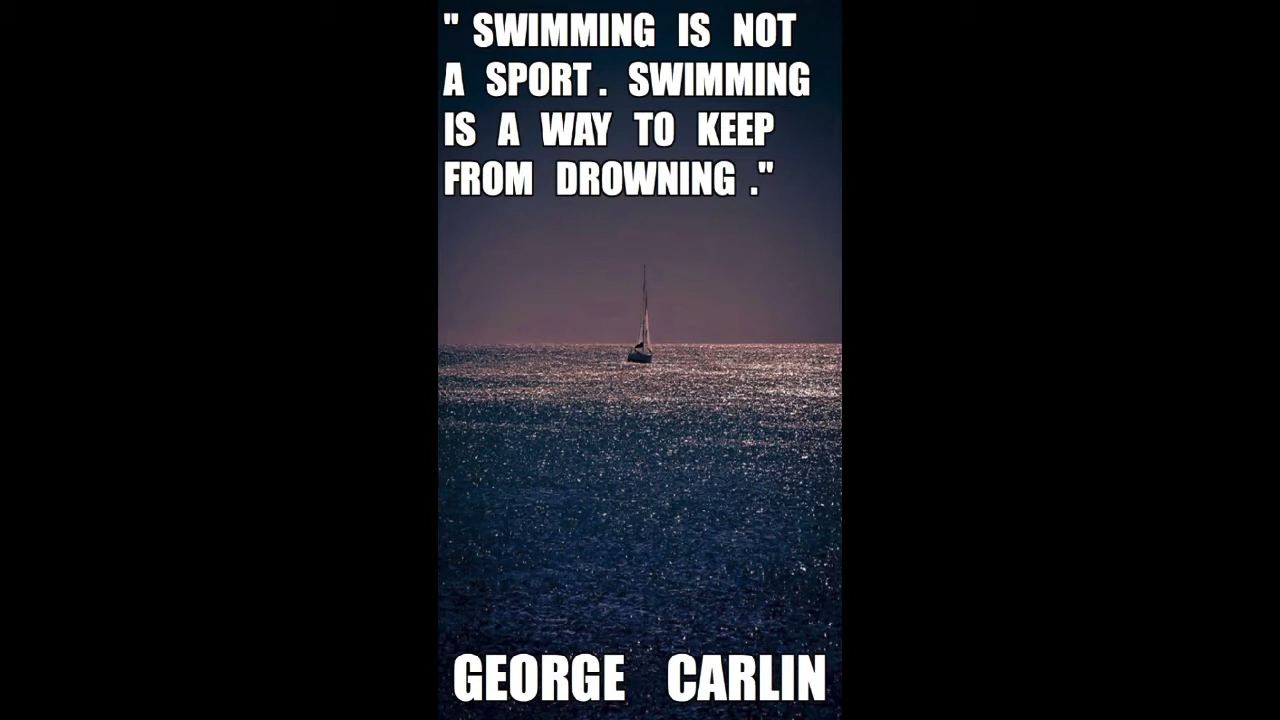 " SWIMMING IS NOT
A SPORT. SWIMMING
IS A WAY TO KEEP
FROM DROWNING ."
GEORGE CARLIN